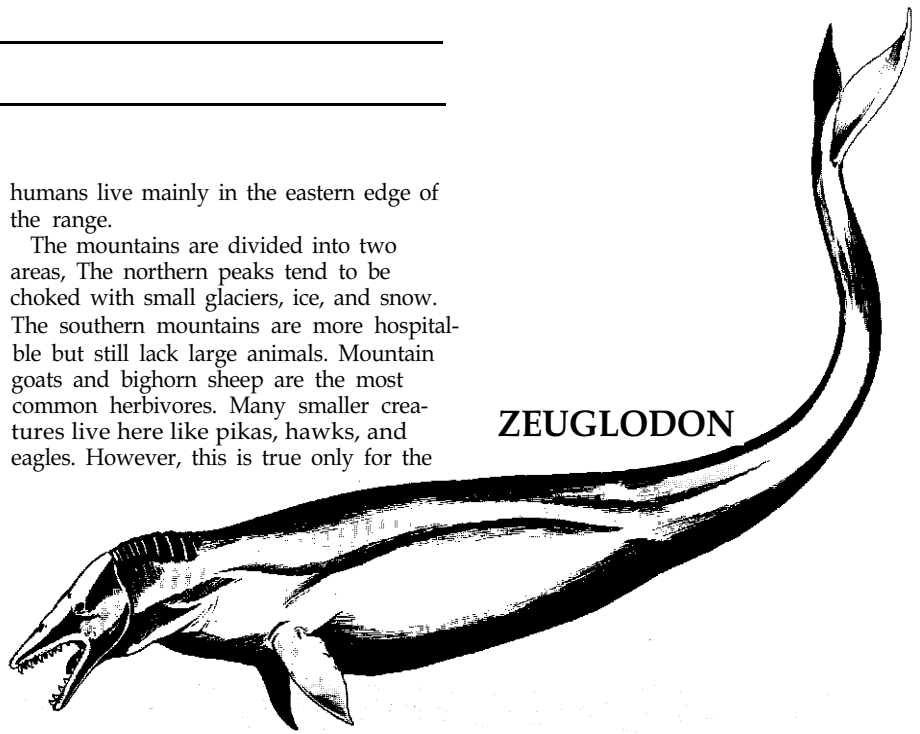 humans live mainly in the eastern edge of
the range.
The mountains are divided into two
areas, The northern peaks tend to be
choked with small glaciers, ice, and snow.
The southern mountains are more hospital-
ble but still lack large animals. Mountain
goats and bighorn sheep are the most
common herbivores. Many smaller crea-
tures live here like pikas, hawks, and
eagles. However, this is true only for the
ZEUGLODON